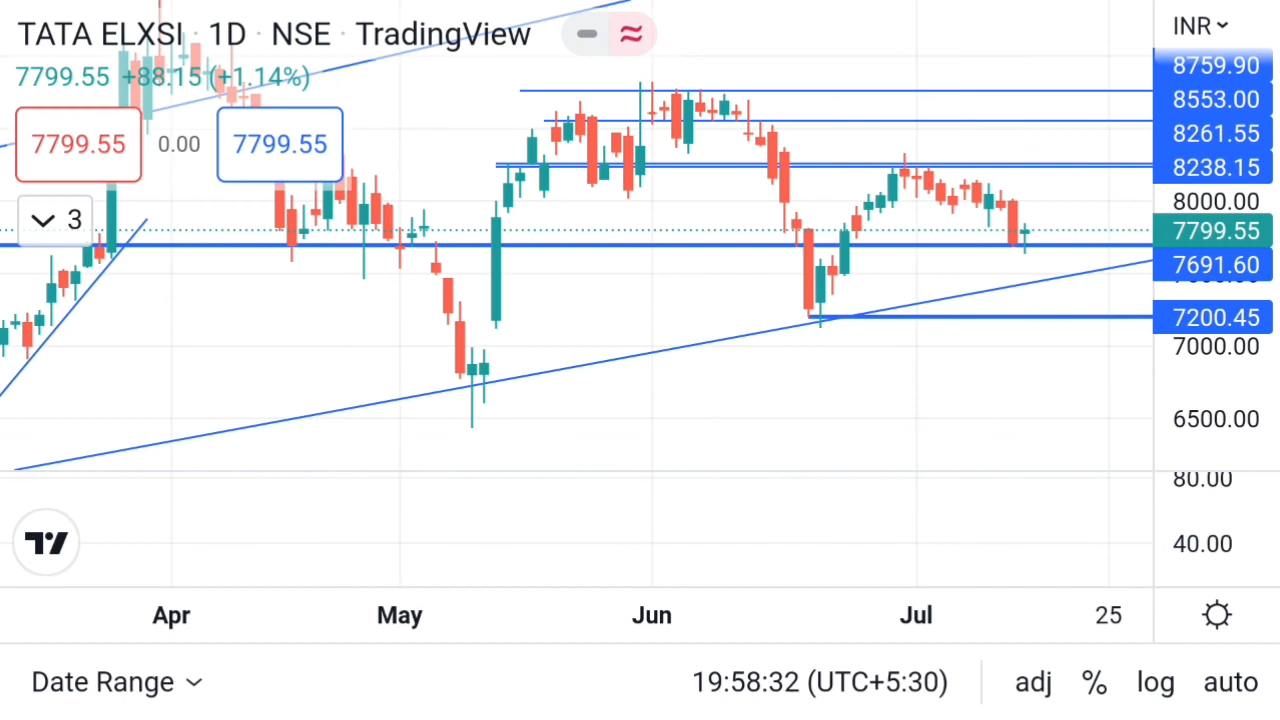 TATA ELXSI · 1D · NSE · TradingView
INR
7799.55 +88.15 (+1.14%)
7799.55 0.00 7799.55
3
8759.90
8553.00
8261.55
8238.15
8000.00
7799.55
7691.60
7200.45
7000.00
6500.00
80.00
40.00
Apr May Jun Jul 25
Date Range 19:58:32 (UTC+5:30) adj % log auto